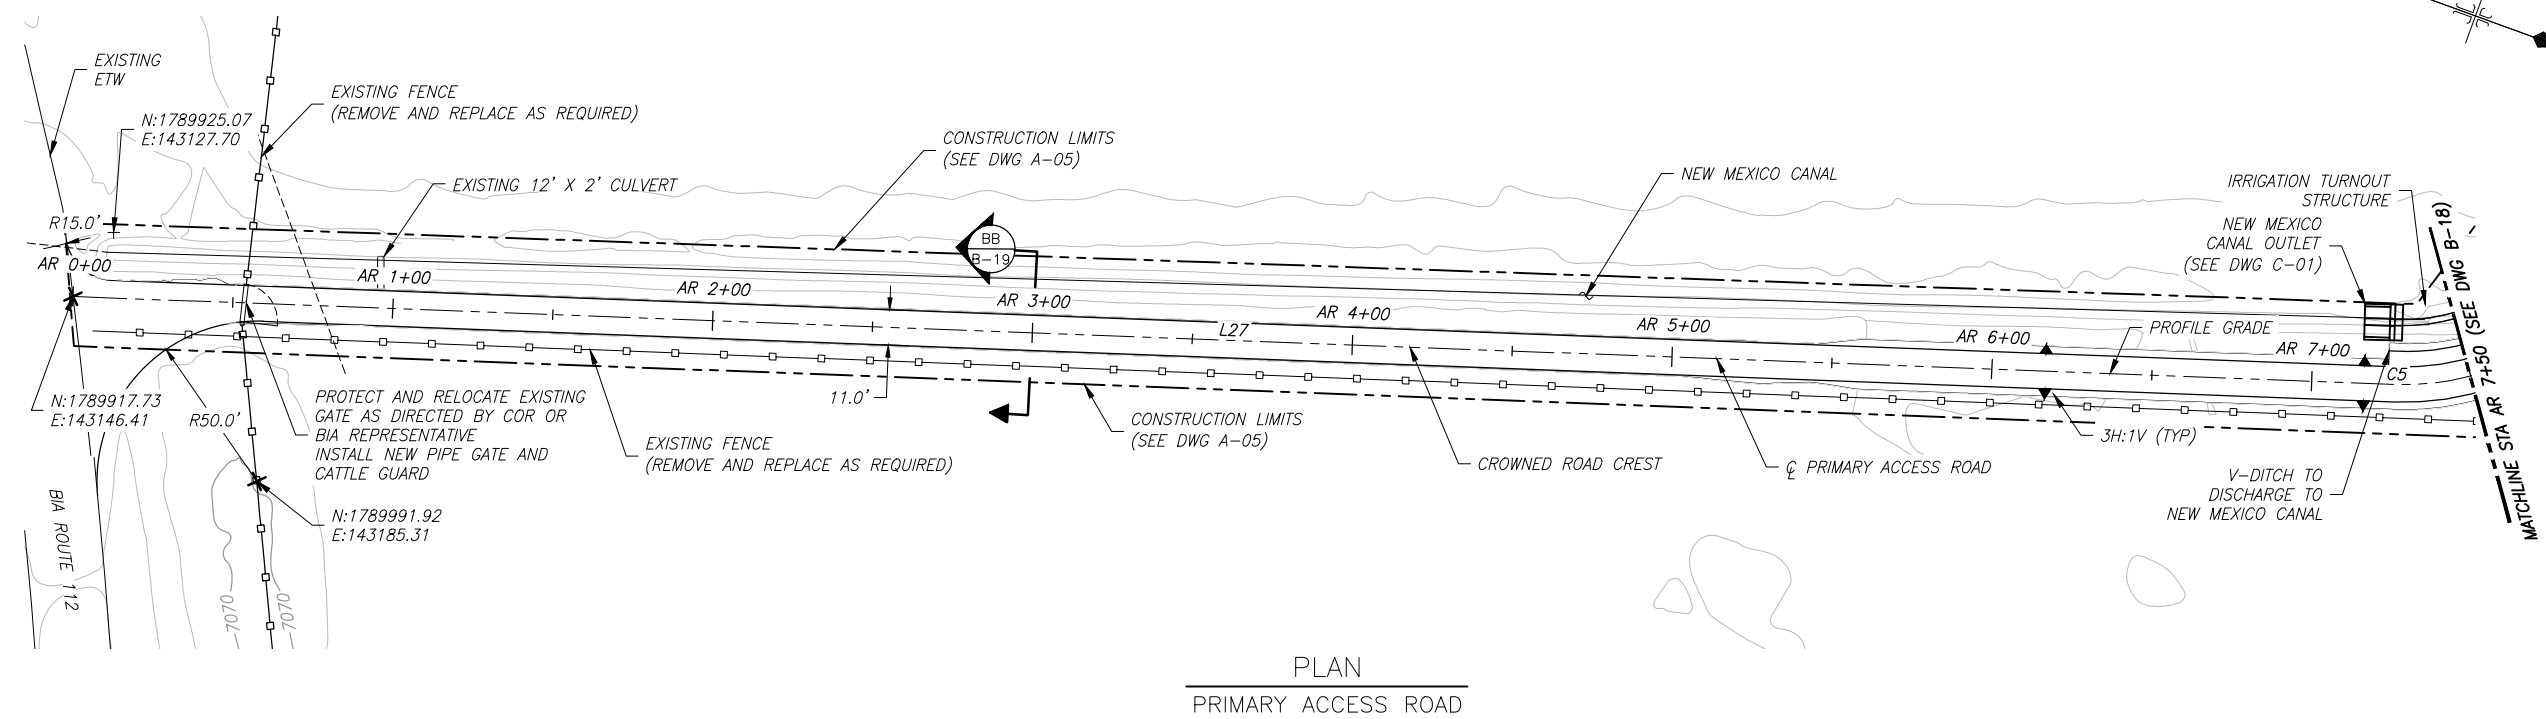 EXISTING
ETW
N:1789925.07
E:143127.70
EXISTING FENCE
(REMOVE AND REPLACE AS REQUIRED)
EXISTING 12' X 2' CULVERT
CONSTRUCTION LIMITS
(SEE DWG A-05)
NEW MEXICO CANAL
IRRIGATION TURNOUT
STRUCTURE
NEW MEXICO
CANAL OUTLET
(SEE DWG C-01)
R15.0'
BB
B-19
AR 0+00
AR 1+00
AR 2+00
AR 3+00
AR 4+00
AR 5+00
AR 6+00
AR 7+00
L27
C5
PROFILE GRADE
MATCHLINE STA AR 7+50 (SEE DWG B-18)
11.0'
N:1789917.73
E:143146.41
R50.0'
PROTECT AND RELOCATE EXISTING
GATE AS DIRECTED BY COR OR
BIA REPRESENTATIVE
INSTALL NEW PIPE GATE AND
CATTLE GUARD
EXISTING FENCE
(REMOVE AND REPLACE AS REQUIRED)
CONSTRUCTION LIMITS
(SEE DWG A-05)
CROWNED ROAD CREST
℄ PRIMARY ACCESS ROAD
3H:1V (TYP)
V-DITCH TO
DISCHARGE TO
NEW MEXICO CANAL
N:1789991.92
E:143185.31
BIA ROUTE 112
7070
7070
PLAN
PRIMARY ACCESS ROAD